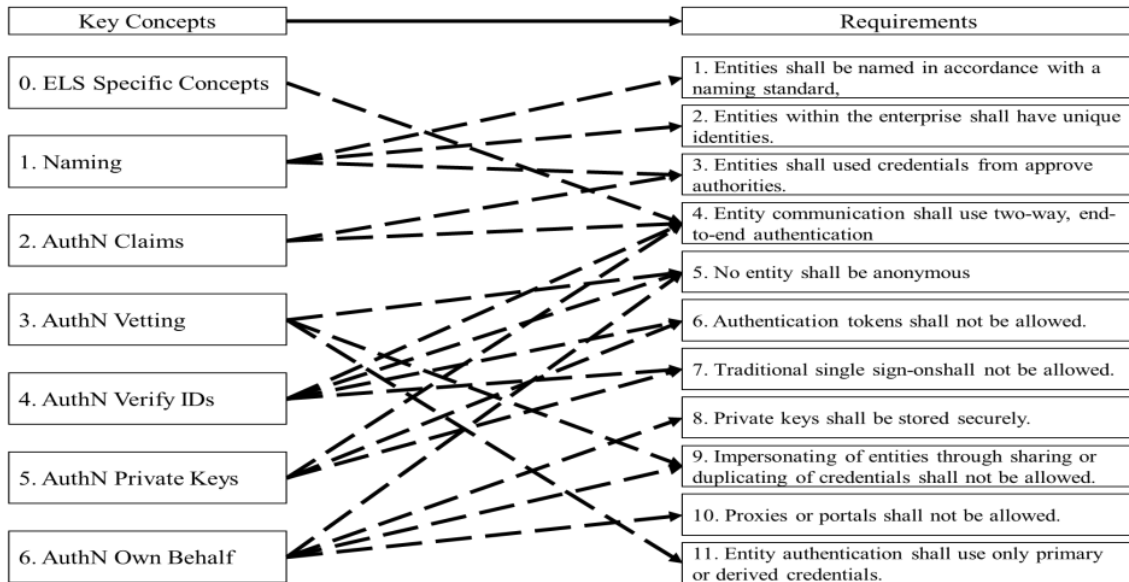 Key Concepts
Requirements
0. ELS Specific Concepts
1. Naming
2. AuthN Claims
3. AuthN Vetting
4. AuthN Verify IDs
5. AuthN Private Keys
6. AuthN Own Behalf
1. Entities shall be named in accordance with a
naming standard,
2. Entities within the enterprise shall have unique
identities.
3. Entities shall used credentials from approve
authorities.
4. Entity communication shall use two-way, end-
to-end authentication
5. No entity shall be anonymous
6. Authentication tokens shall not be allowed.
7. Traditional single sign-onshall not be allowed.
8. Private keys shall be stored securely.
9. Impersonating of entities through sharing or
duplicating of credentials shall not be allowed.
10. Proxies or portals shall not be allowed.
11. Entity authentication shall use only primary
or derived credentials.